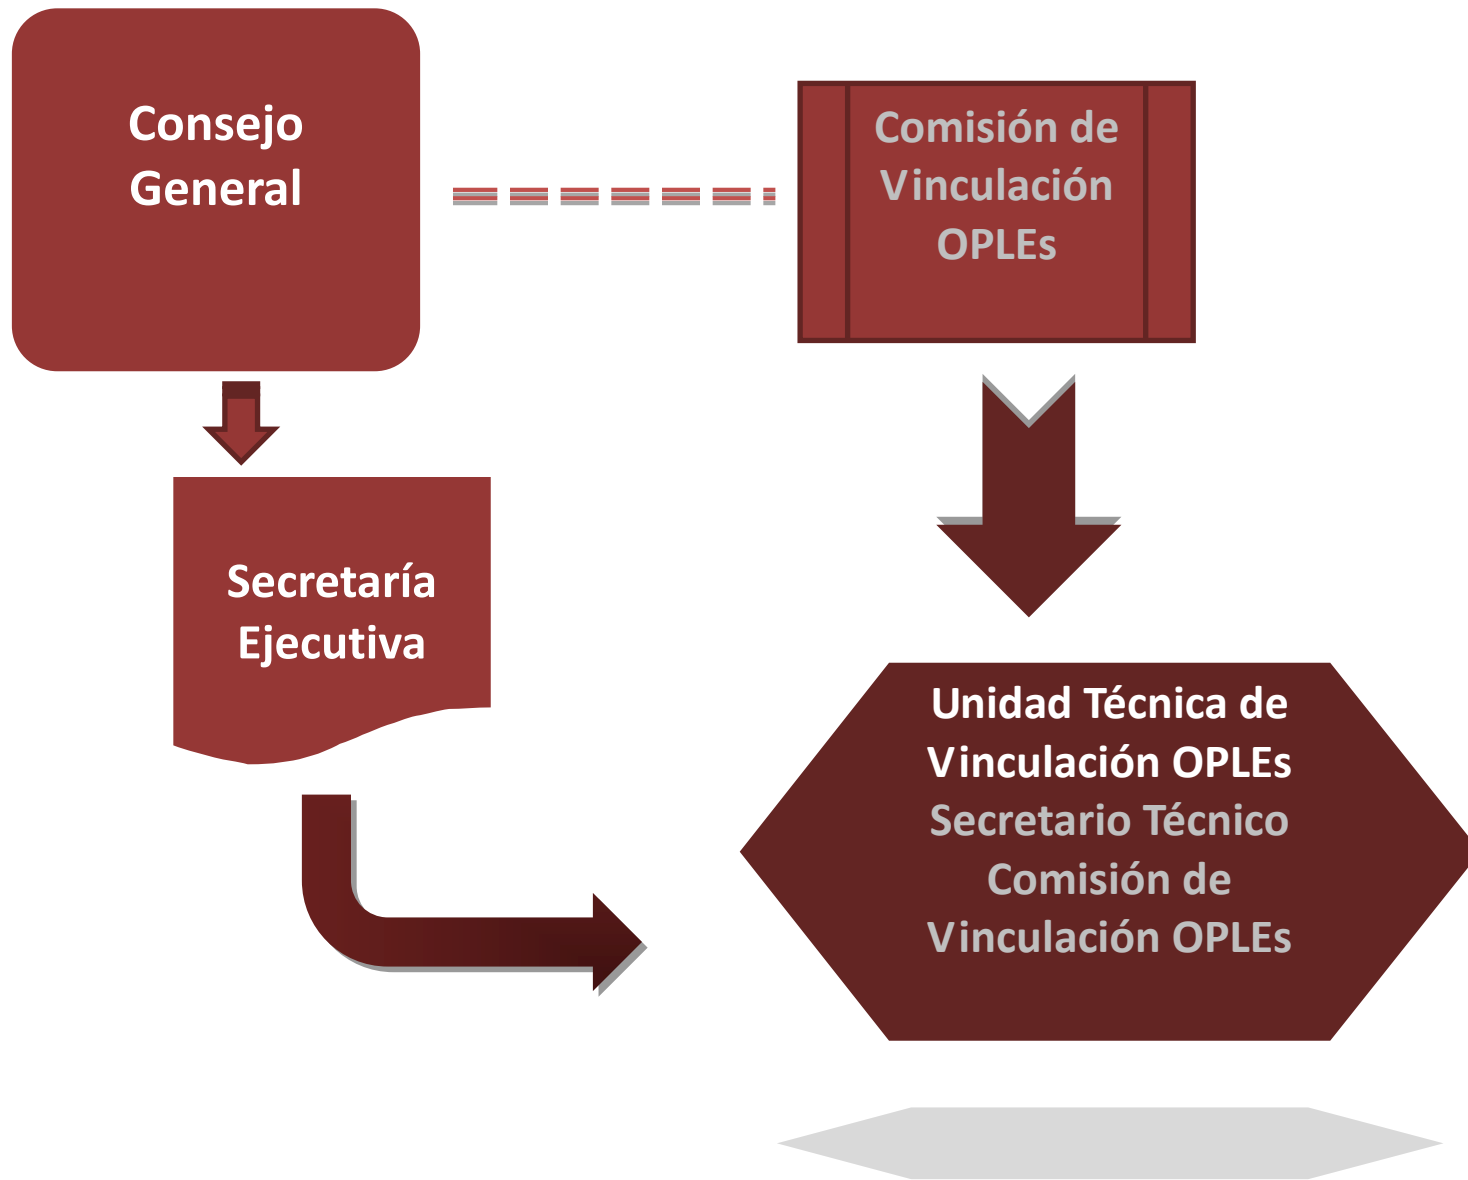 Consejo
General
Comisión de
Vinculación
OPLEs
Secretaría
Ejecutiva
Unidad Técnica de
Vinculación OPLEs
Secretario Técnico
Comisión de
Vinculación OPLEs